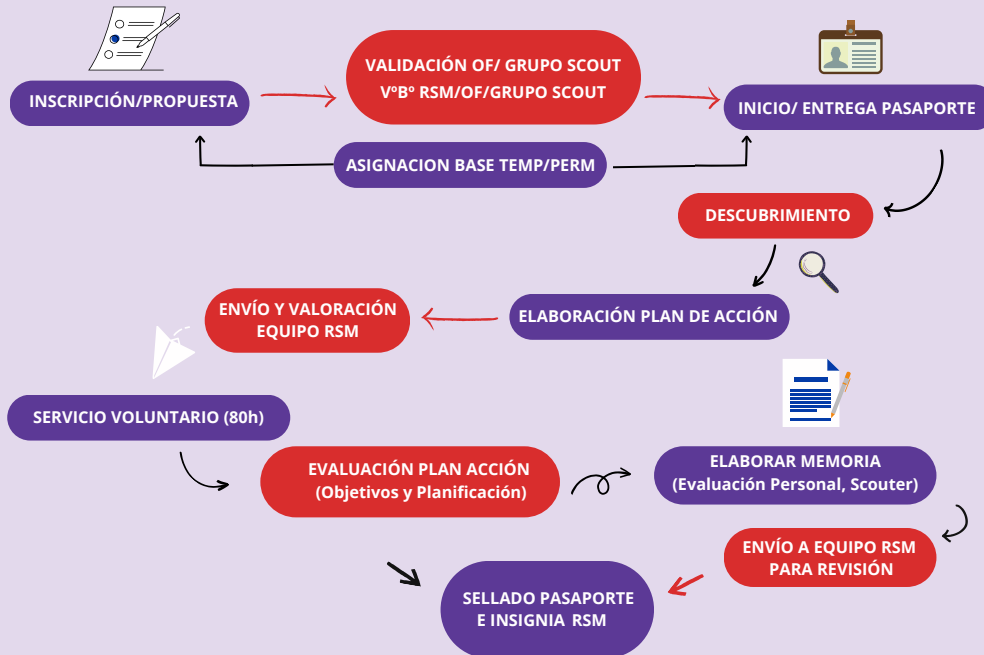 INSCRIPCIÓN/PROPUESTA
VALIDACIÓN OF/ GRUPO SCOUT
VºBº RSM/OF/GRUPO SCOUT
INICIO/ ENTREGA PASAPORTE
ASIGNACION BASE TEMP/PERM
DESCUBRIMIENTO
ELABORACIÓN PLAN DE ACCIÓN
ENVÍO Y VALORACIÓN
EQUIPO RSM
SERVICIO VOLUNTARIO (80h)
EVALUACIÓN PLAN ACCIÓN
(Objetivos y Planificación)
ELABORAR MEMORIA
(Evaluación Personal, Scouter)
ENVÍO A EQUIPO RSM
PARA REVISIÓN
SELLADO PASAPORTE
E INSIGNIA RSM